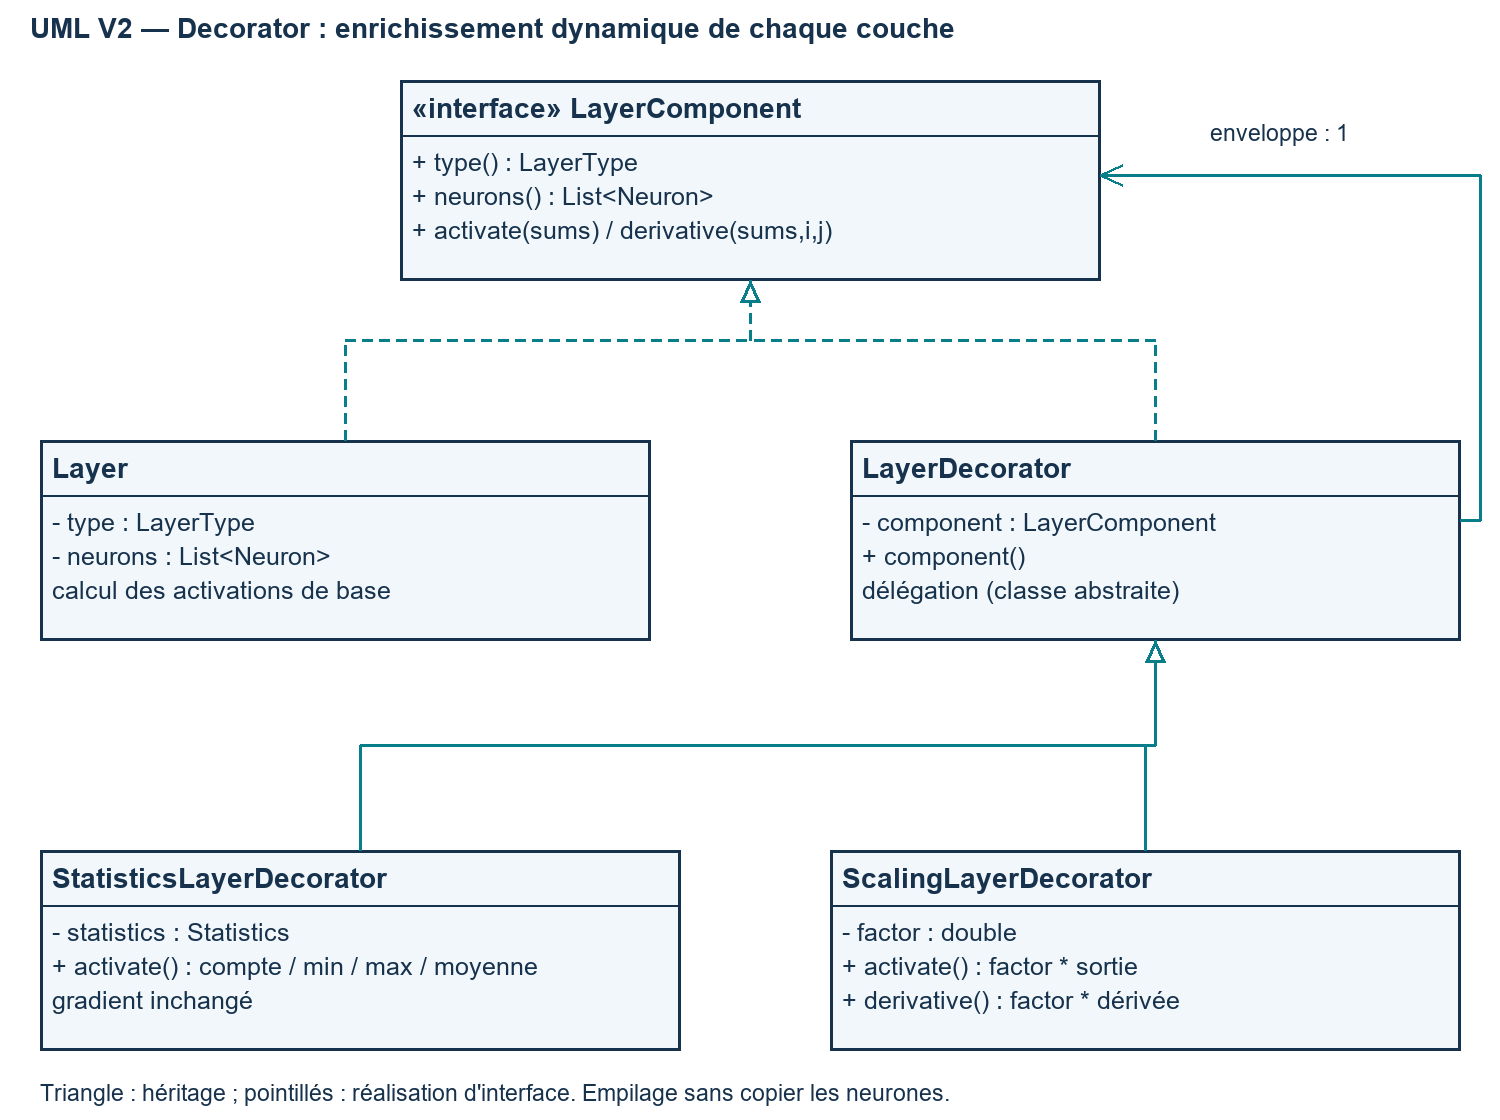 UML V2 — Decorator : enrichissement dynamique de chaque couche
«interface» LayerComponent
+ type() : LayerType
+ neurons() : List<Neuron>
+ activate(sums) / derivative(sums,i,j)
enveloppe : 1
Layer
- type : LayerType
- neurons : List<Neuron>
calcul des activations de base
LayerDecorator
- component : LayerComponent
+ component()
délégation (classe abstraite)
StatisticsLayerDecorator
- statistics : Statistics
+ activate() : compte / min / max / moyenne
gradient inchangé
ScalingLayerDecorator
- factor : double
+ activate() : factor * sortie
+ derivative() : factor * dérivée
Triangle : héritage ; pointillés : réalisation d'interface. Empilage sans copier les neurones.